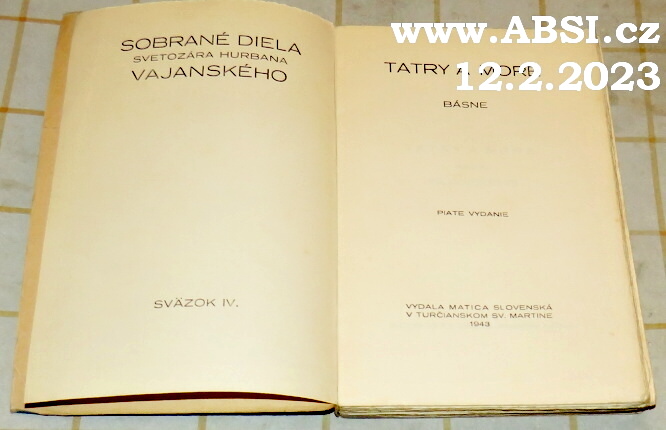 SOBRANÉ DIELA
SVETOZÁRA HURBANA
VAJANSKÉHO
SVÄZOK IV.
www.ABSI.cz
12.2.2023
TATRY A MORE
BÁSNE
PIATE VYDANIE
VYDALA MATICA SLOVENSKÁ
V TURČIANSKOM SV. MARTINE
1943